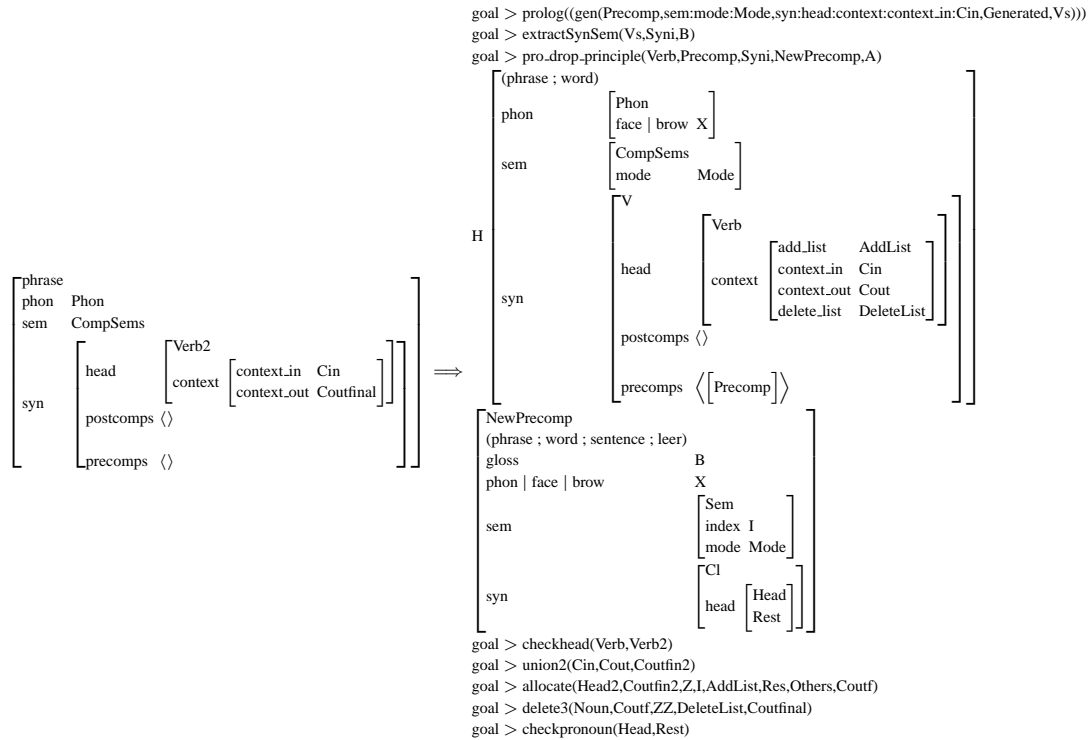 goal > prolog((gen(Precomp,sem:mode:Mode,syn:head:context:context_in:Cin,Generated,Vs)))
goal > extractSynSem(Vs,Syni,B)
goal > pro_drop_principle(Verb,Precomp,Syni,NewPrecomp,A)
phrase
phon Phon
sem CompSems
syn
head
Verb2
context
context_in Cin
context_out Coutfinal
postcomps ⟨⟩
precomps ⟨⟩
⟹
H
(phrase ; word)
phon
Phon
face | brow X
sem
CompSems
mode Mode
syn
V
head
Verb
context
add_list AddList
context_in Cin
context_out Cout
delete_list DeleteList
postcomps ⟨⟩
precomps ⟨[Precomp]⟩
NewPrecomp
(phrase ; word ; sentence ; leer)
gloss B
phon | face | brow X
sem
Sem
index I
mode Mode
syn
Cl
head
Head
Rest
goal > checkhead(Verb,Verb2)
goal > union2(Cin,Cout,Coutfin2)
goal > allocate(Head2,Coutfin2,Z,I,AddList,Res,Others,Coutf)
goal > delete3(Noun,Coutf,ZZ,DeleteList,Coutfinal)
goal > checkpronoun(Head,Rest)